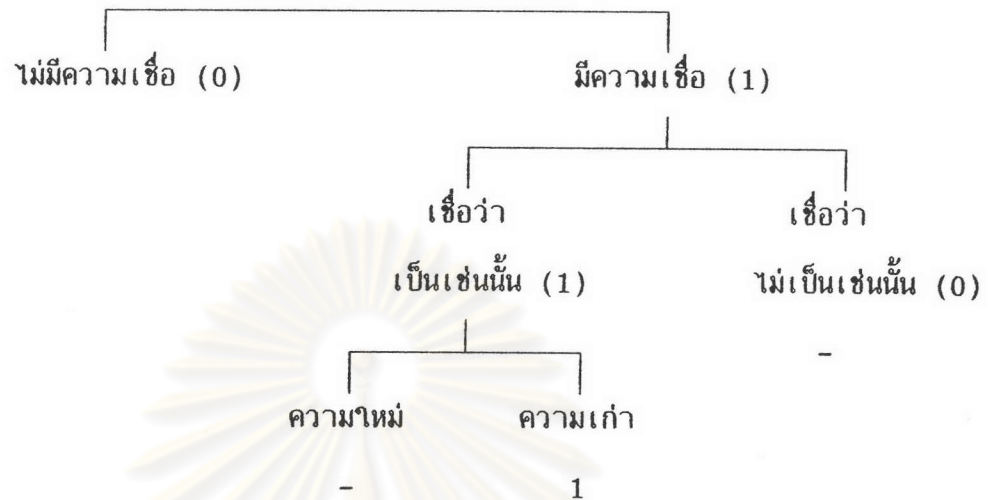 ไม่มีความเชื่อ (0) มีความเชื่อ (1)
เชื่อว่า เชื่อว่า
เป็นเช่นนั้น (1) ไม่เป็นเช่นนั้น (0)
-
ความใหม่ ความเก่า
- 1